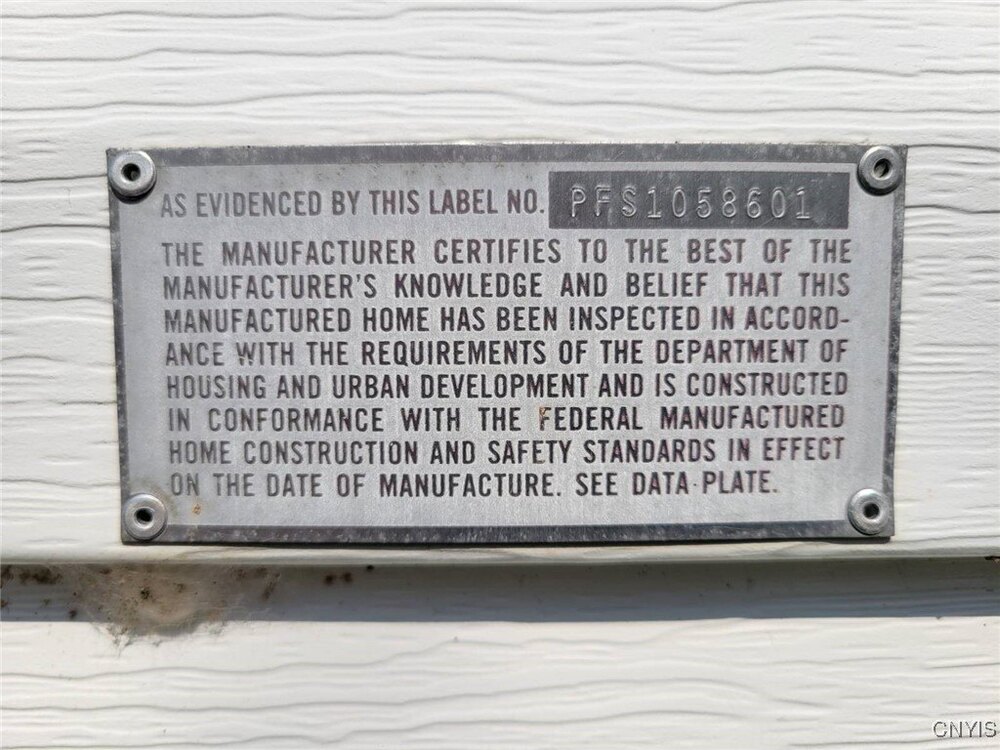 AS EVIDENCED BY THIS LABEL NO. PFS1058601
THE MANUFACTURER CERTIFIES TO THE BEST OF THE
MANUFACTURER'S KNOWLEDGE AND BELIEF THAT THIS
MANUFACTURED HOME HAS BEEN INSPECTED IN ACCORD-
ANCE WITH THE REQUIREMENTS OF THE DEPARTMENT OF
HOUSING AND URBAN DEVELOPMENT AND IS CONSTRUCTED
IN CONFORMANCE WITH THE FEDERAL MANUFACTURED
HOME CONSTRUCTION AND SAFETY STANDARDS IN EFFECT
ON THE DATE OF MANUFACTURE. SEE DATA PLATE.
CNYIS